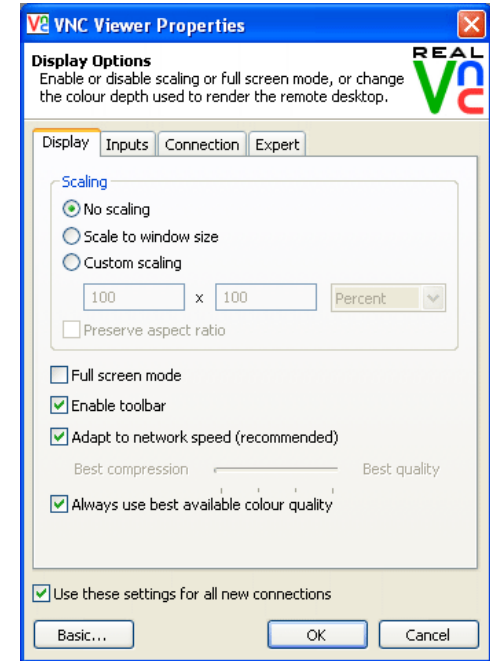 VNC Viewer Properties
Display Options
Enable or disable scaling or full screen mode, or change
the colour depth used to render the remote desktop.
REAL
VNC
Display Inputs Connection Expert
Scaling
No scaling
Scale to window size
Custom scaling
100 x 100 Percent
Preserve aspect ratio
Full screen mode
Enable toolbar
Adapt to network speed (recommended)
Best compression Best quality
Always use best available colour quality
Use these settings for all new connections
Basic... OK Cancel